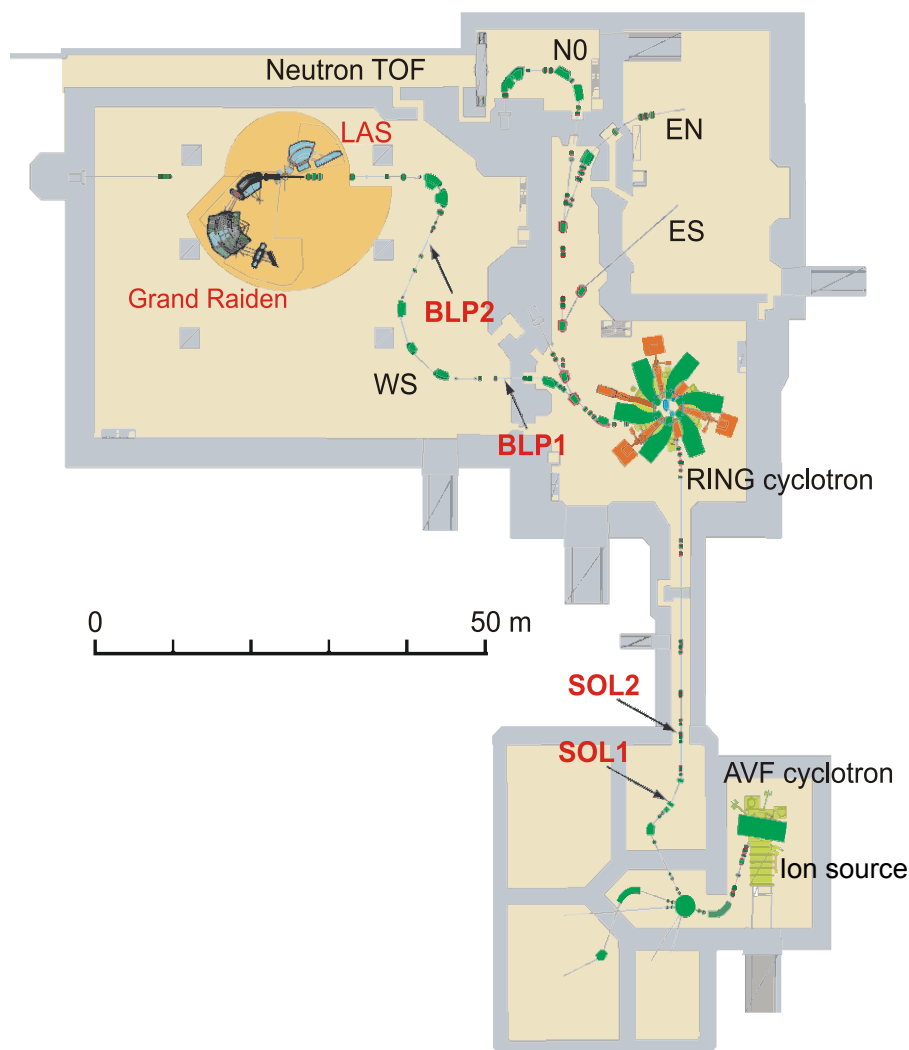 N0
Neutron TOF
EN
LAS
ES
Grand Raiden
BLP2
WS
BLP1
RING cyclotron
0 50 m
SOL2
SOL1
AVF cyclotron
Ion source